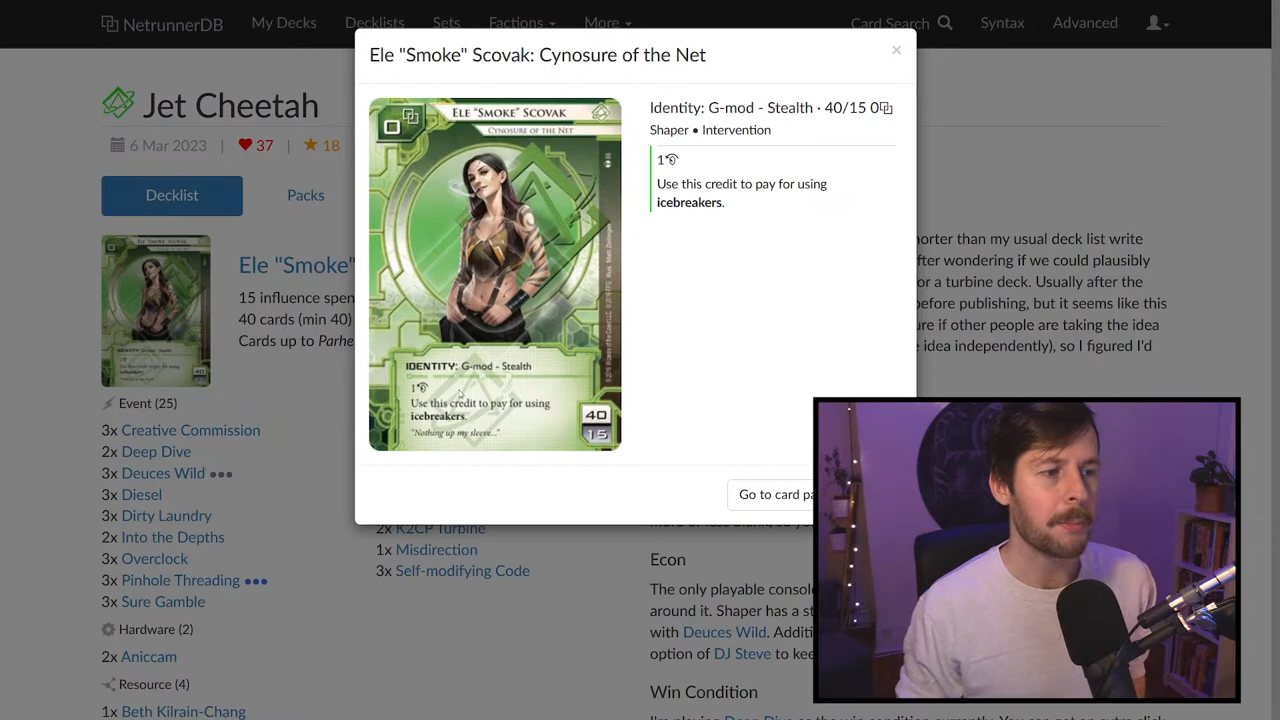 NetrunnerDB My Decks Decklists Sets Factions More Card Search Syntax Advanced
Ele "Smoke" Scovak: Cynosure of the Net ×
Jet Cheetah
6 Mar 2023 | 37 | 18
Decklist Packs
Ele "Smoke"
15 influence spen
40 cards (min 40)
Cards up to Parhe
Event (25)
3x Creative Commission
2x Deep Dive
3x Deuces Wild
3x Diesel
3x Dirty Laundry
2x Into the Depths
3x Overclock
3x Pinhole Threading
3x Sure Gamble
Hardware (2)
2x Aniccam
Resource (4)
1x Beth Kilrain-Chang
ELE "SMOKE" SCOVAK
CYNOSURE OF THE NET
IDENTITY: G-mod - Stealth
1
Use this credit to pay for using
icebreakers.
"Nothing up my sleeve..."
40
15
Identity: G-mod - Stealth · 40/15 0
Shaper • Intervention
1
Use this credit to pay for using
icebreakers.
Go to card pa
2x K2CP Turbine
1x Misdirection
3x Self-modifying Code
horter than my usual deck list write
fter wondering if we could plausibly
or a turbine deck. Usually after the
before publishing, but it seems like this
ure if other people are taking the idea
idea independently), so I figured I'd
Econ
The only playable consol
around it. Shaper has a st
with Deuces Wild. Additi
option of DJ Steve to kee
Win Condition